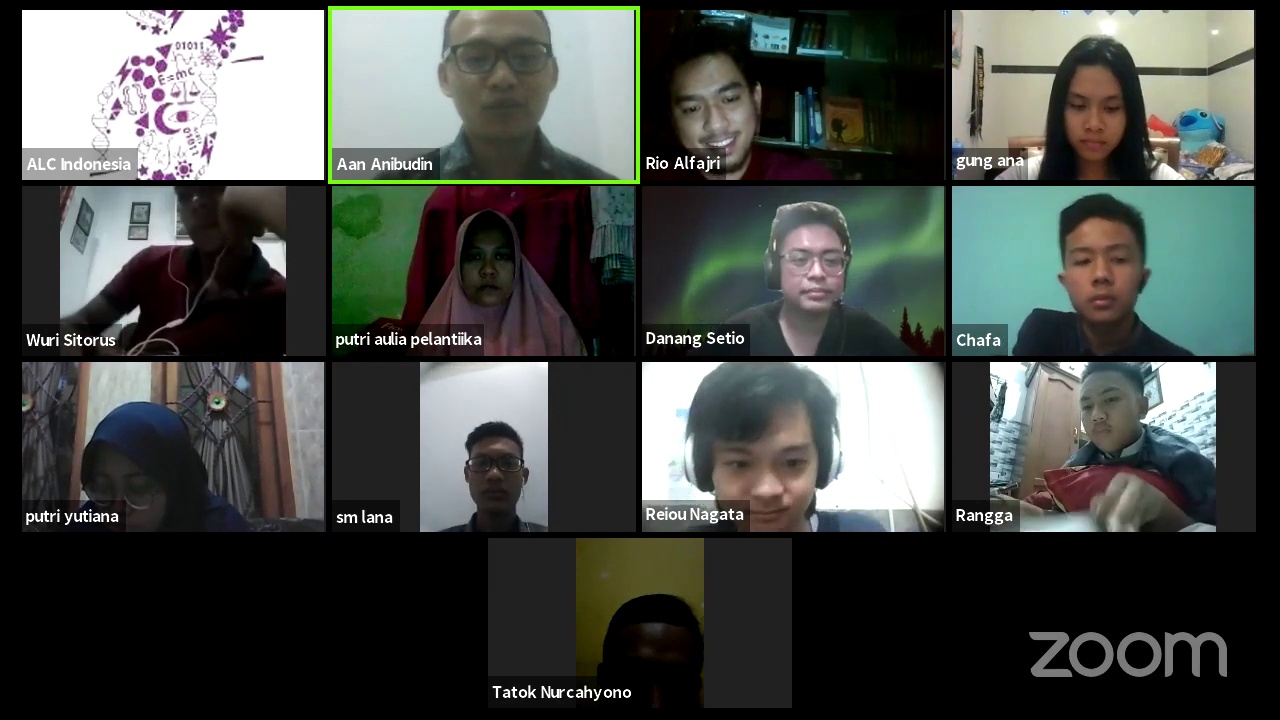 01011
E=mc
ALC Indonesia
Aan Anibudin
Rio Alfajri
gung ana
Wuri Sitorus
putri aulia pelantiika
Danang Setio
Chafa
putri yutiana
sm lana
Reiou Nagata
Rangga
Tatok Nurcahyono
zoom